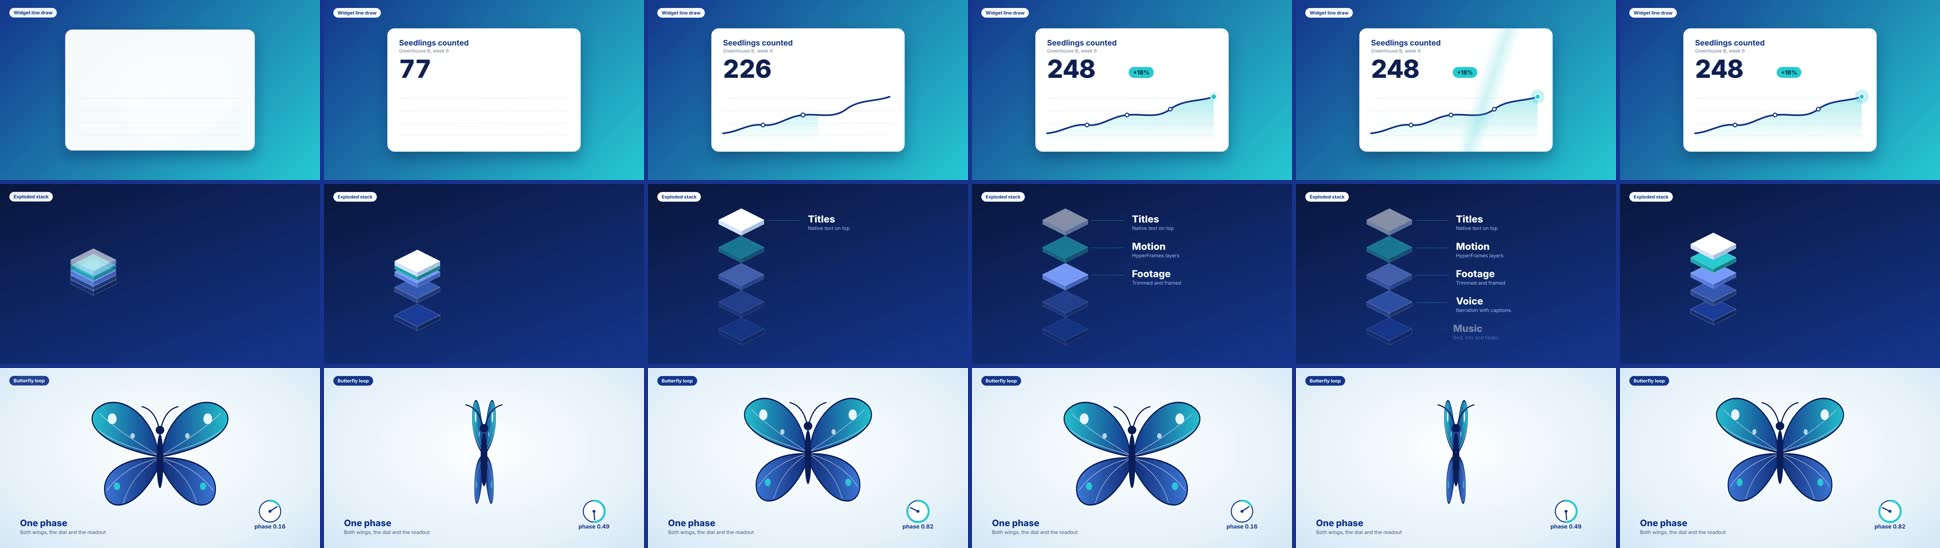 Widget line draw
Widget line draw
Seedlings counted
Greenhouse B, week 6
77
Widget line draw
Seedlings counted
Greenhouse B, week 6
226
Widget line draw
Seedlings counted
Greenhouse B, week 6
248
+18%
Widget line draw
Seedlings counted
Greenhouse B, week 6
248
+18%
Widget line draw
Seedlings counted
Greenhouse B, week 6
248
+18%
Exploded stack
Exploded stack
Exploded stack
Titles
Native text on top
Exploded stack
Titles
Native text on top
Motion
HyperFrames layers
Footage
Trimmed and framed
Exploded stack
Titles
Native text on top
Motion
HyperFrames layers
Footage
Trimmed and framed
Voice
Narration with captions
Music
Exploded stack
Butterfly loop
One phase
Both wings, the dial and the readout
phase 0.16
Butterfly loop
One phase
Both wings, the dial and the readout
phase 0.49
Butterfly loop
One phase
Both wings, the dial and the readout
phase 0.82
Butterfly loop
One phase
Both wings, the dial and the readout
phase 0.16
Butterfly loop
One phase
Both wings, the dial and the readout
phase 0.49
Butterfly loop
One phase
Both wings, the dial and the readout
phase 0.82